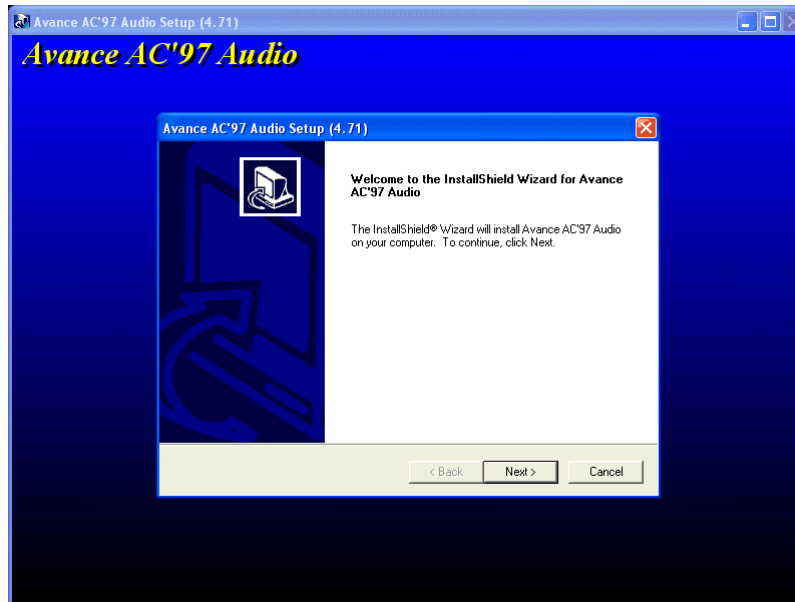 Avance AC'97 Audio Setup (4.71)
Avance AC'97 Audio
Avance AC'97 Audio Setup (4.71)
Welcome to the InstallShield Wizard for Avance
AC'97 Audio
The InstallShield® Wizard will install Avance AC'97 Audio
on your computer. To continue, click Next.
< Back Next > Cancel